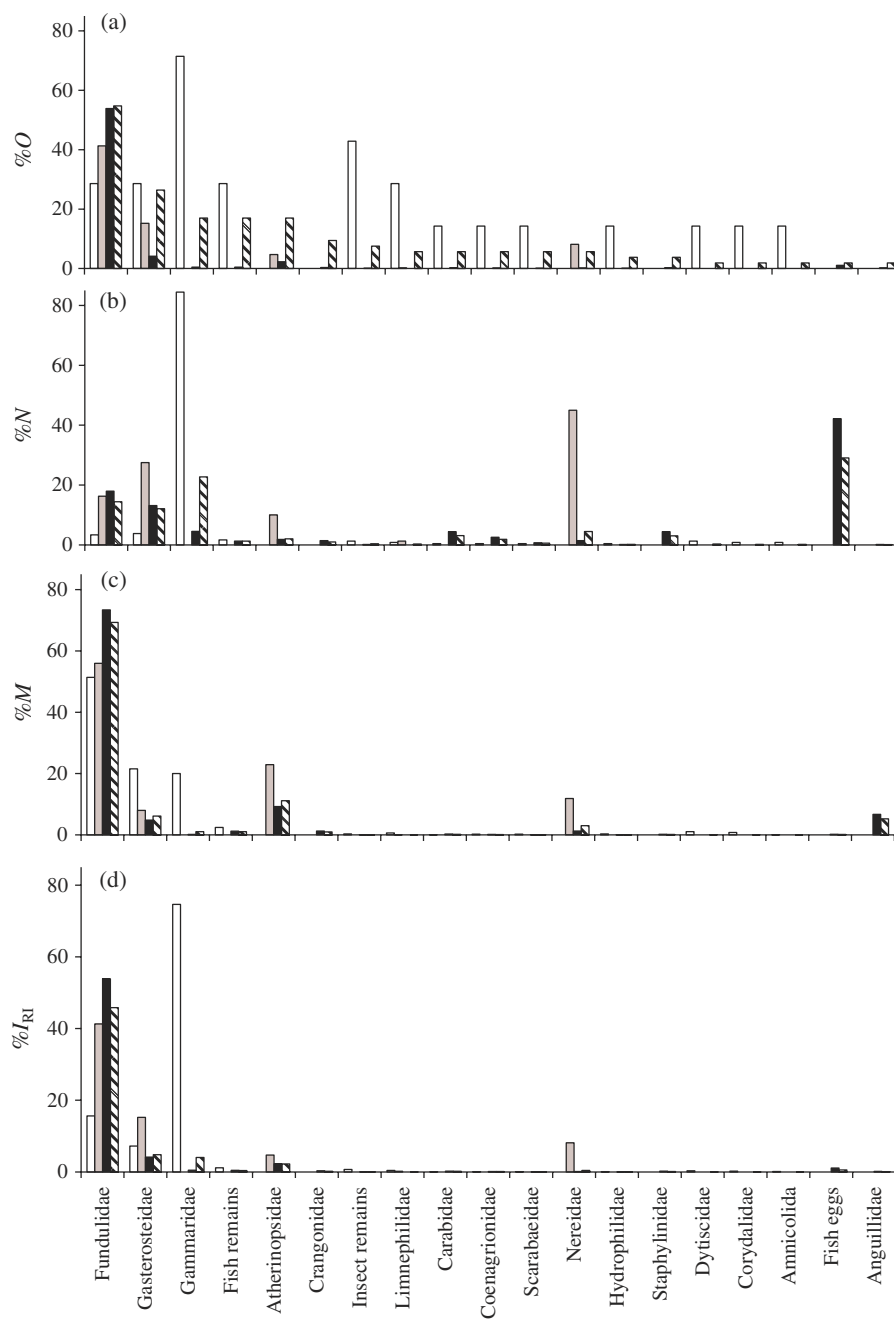 (a)
80
60
40
20
0
%O
(b)
80
60
40
20
0
%N
(c)
80
60
40
20
0
%M
(d)
80
60
40
20
0
%I_RI
Fundulidae
Gasterosteidae
Gammaridae
Fish remains
Atherinopsidae
Crangonidae
Insect remains
Limnephilidae
Carabidae
Coenagrionidae
Scarabaeidae
Nereidae
Hydrophilidae
Staphylinidae
Dytiscidae
Corydalidae
Amnicolida
Fish eggs
Anguillidae